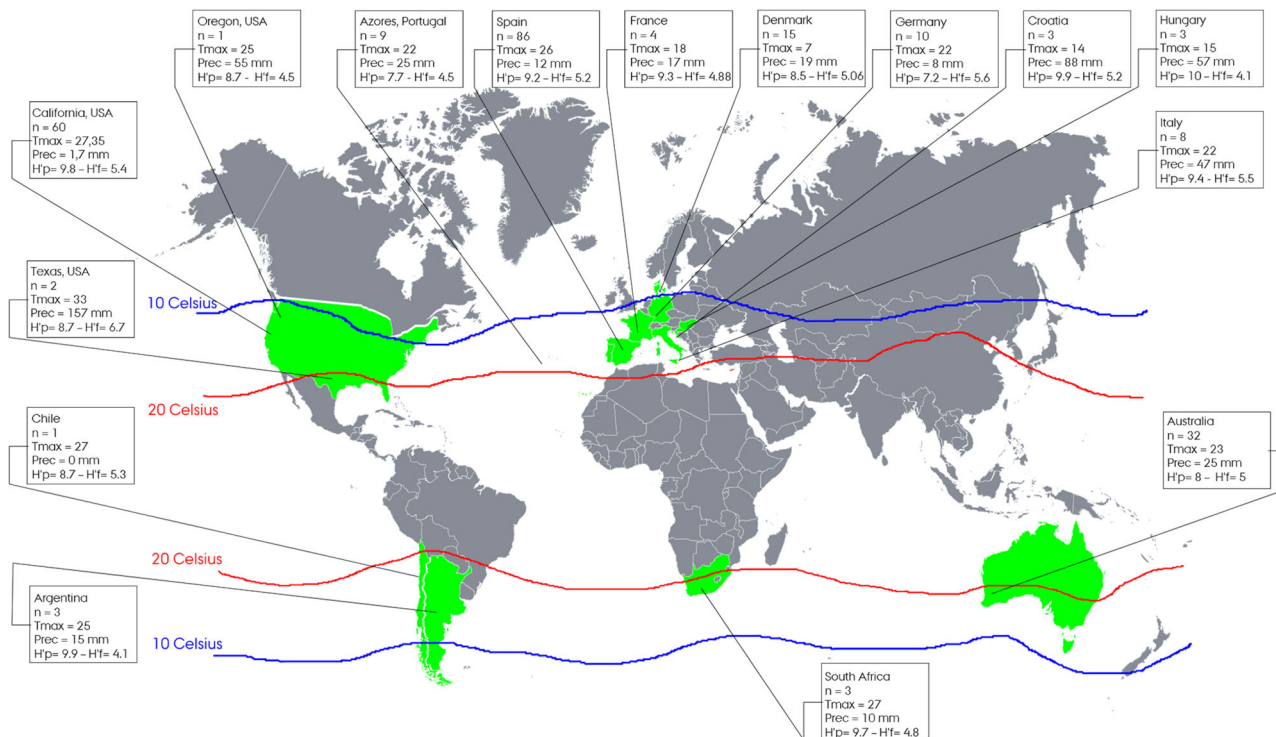 Oregon, USA
n = 1
Tmax = 25
Prec = 55 mm
H'p= 8.7 - H'f= 4.5
Azores, Portugal
n = 9
Tmax = 22
Prec = 25 mm
H'p= 7.7 - H'f= 4.5
Spain
n = 86
Tmax = 26
Prec = 12 mm
H'p= 9.2 – H'f= 5.2
France
n = 4
Tmax = 18
Prec = 17 mm
H'p= 9.3 – H'f= 4.88
Denmark
n = 15
Tmax = 7
Prec = 19 mm
H'p= 8.5 – H'f= 5.06
Germany
n = 10
Tmax = 22
Prec = 8 mm
H'p= 7.2 – H'f= 5.6
Croatia
n = 3
Tmax = 14
Prec = 88 mm
H'p= 9.9 – H'f= 5.2
Hungary
n = 3
Tmax = 15
Prec = 57 mm
H'p= 10 – H'f= 4.1
California, USA
n = 60
Tmax = 27,35
Prec = 1,7 mm
H'p= 9.8 – H'f= 5.4
Italy
n = 8
Tmax = 22
Prec = 47 mm
H'p= 9.4 - H'f= 5.5
Texas, USA
n = 2
Tmax = 33
Prec = 157 mm
H'p= 8.7 – H'f= 6.7
10 Celsius
20 Celsius
Chile
n = 1
Tmax = 27
Prec = 0 mm
H'p= 8.7 – H'f= 5.3
Australia
n = 32
Tmax = 23
Prec = 25 mm
H'p= 8 – H'f= 5
20 Celsius
Argentina
n = 3
Tmax = 25
Prec = 15 mm
H'p= 9.9 – H'f= 4.1
10 Celsius
South Africa
n = 3
Tmax = 27
Prec = 10 mm
H'p= 9.7 – H'f= 4.8